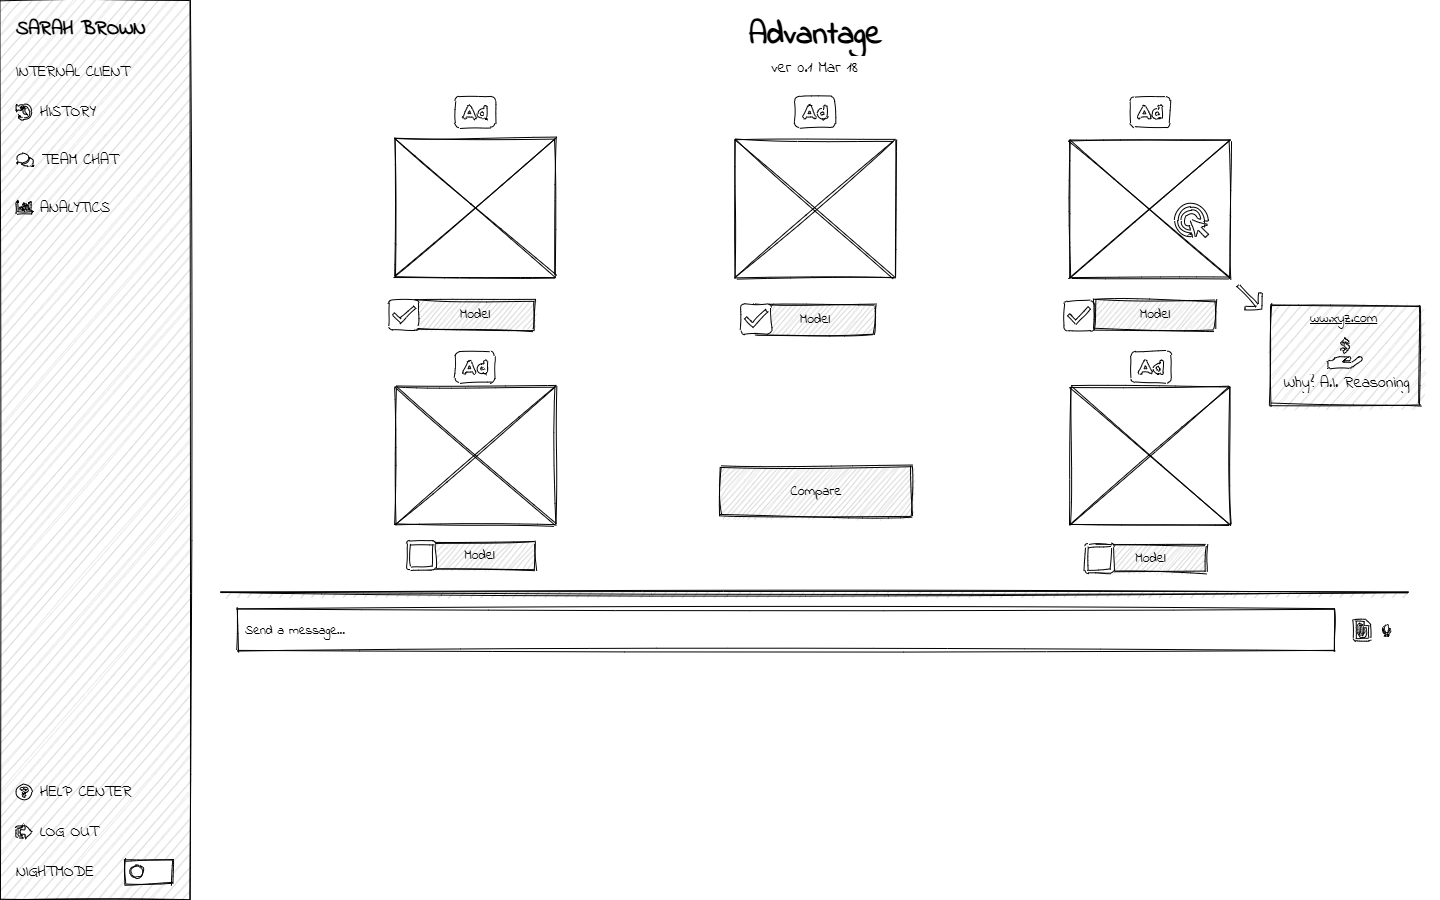 SARAH BROWN
INTERNAL CLIENT
HISTORY
TEAM CHAT
ANALYTICS
HELP CENTER
LOG OUT
NIGHTMODE
Advantage
ver 0.1 Mar 18
Ad Ad Ad
Model Model Model
ww.xyz.com
$
Why? A.I. Reasoning
Ad Ad
Compare
Model Model
Send a message...